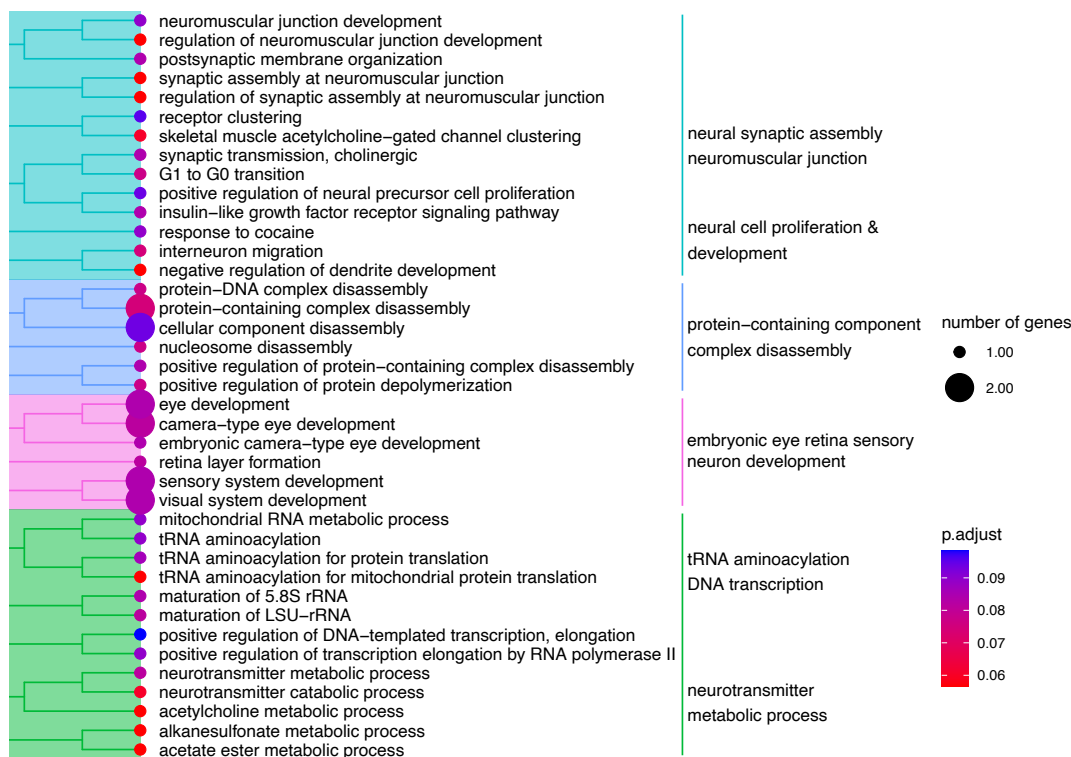 neuromuscular junction development
regulation of neuromuscular junction development
postsynaptic membrane organization
synaptic assembly at neuromuscular junction
regulation of synaptic assembly at neuromuscular junction
receptor clustering
skeletal muscle acetylcholine−gated channel clustering
synaptic transmission, cholinergic
G1 to G0 transition
positive regulation of neural precursor cell proliferation
insulin−like growth factor receptor signaling pathway
response to cocaine
interneuron migration
negative regulation of dendrite development
protein−DNA complex disassembly
protein−containing complex disassembly
cellular component disassembly
nucleosome disassembly
positive regulation of protein−containing complex disassembly
positive regulation of protein depolymerization
eye development
camera−type eye development
embryonic camera−type eye development
retina layer formation
sensory system development
visual system development
mitochondrial RNA metabolic process
tRNA aminoacylation
tRNA aminoacylation for protein translation
tRNA aminoacylation for mitochondrial protein translation
maturation of 5.8S rRNA
maturation of LSU−rRNA
positive regulation of DNA−templated transcription, elongation
positive regulation of transcription elongation by RNA polymerase II
neurotransmitter metabolic process
neurotransmitter catabolic process
acetylcholine metabolic process
alkanesulfonate metabolic process
acetate ester metabolic process
neural synaptic assembly
neuromuscular junction
neural cell proliferation &
development
protein−containing component
complex disassembly
embryonic eye retina sensory
neuron development
tRNA aminoacylation
DNA transcription
neurotransmitter
metabolic process
number of genes
1.00
2.00
p.adjust
0.09
0.08
0.07
0.06